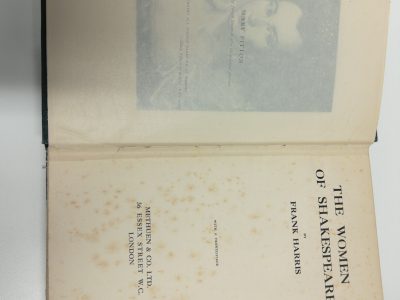 MARY FITTON
THE WOMEN
OF SHAKESPEARE
BY
FRANK HARRIS
WITH A FRONTISPIECE
METHUEN & CO. LTD.
36 ESSEX STREET W.C.
LONDON